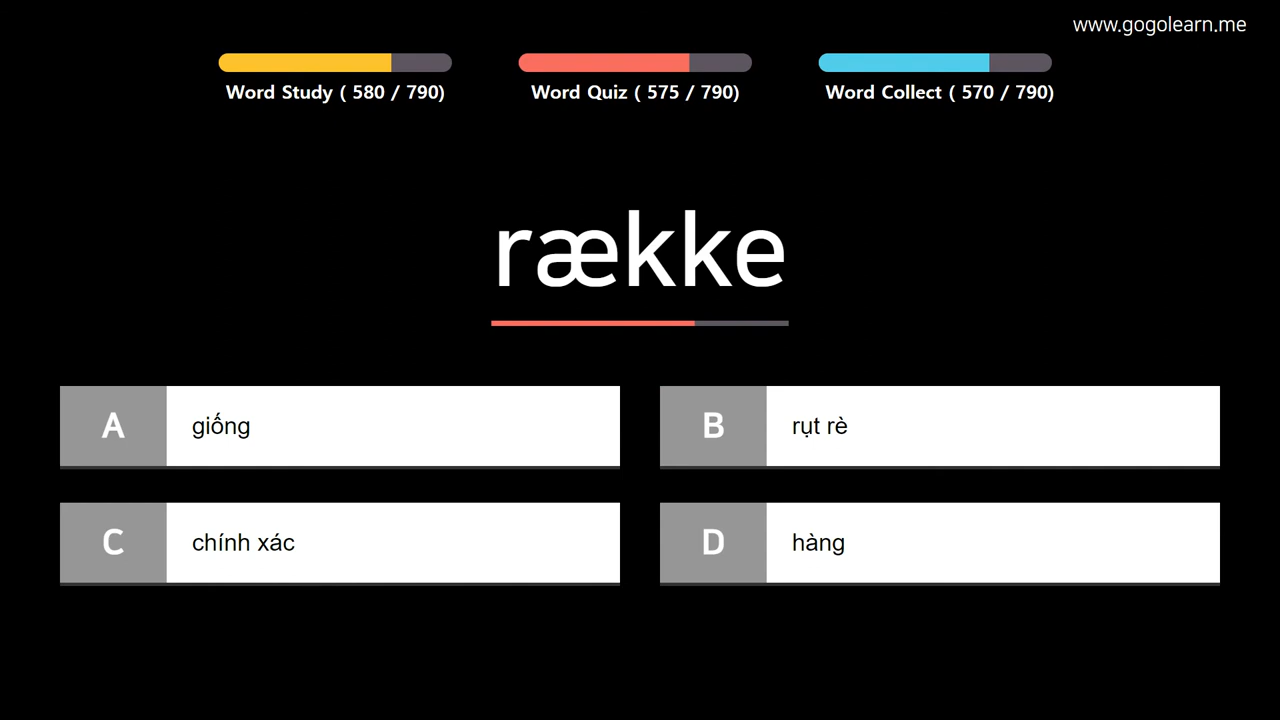 www.gogolearn.me
Word Study ( 580 / 790)
Word Quiz ( 575 / 790)
Word Collect ( 570 / 790)
række
A giống
B rụt rè
C chính xác
D hàng